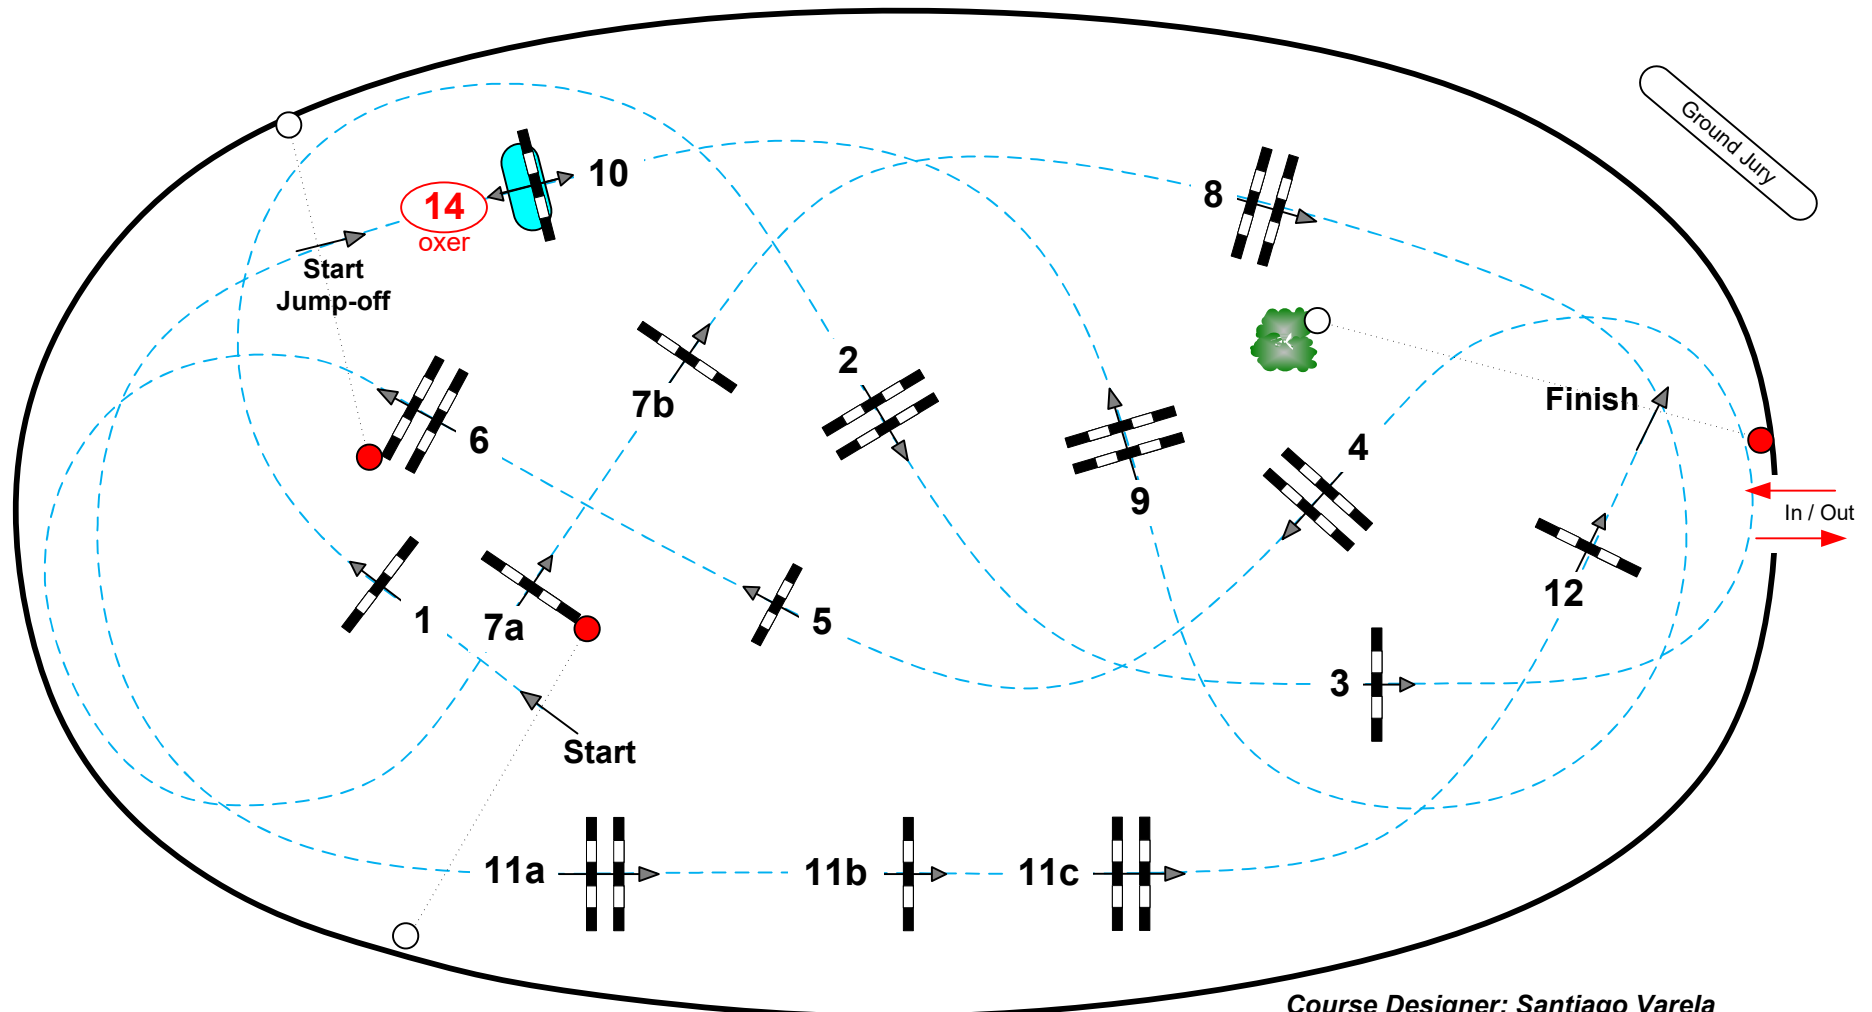 Ground Jury
10
8
14
oxer
Start
Jump-off
2
7b
Finish
6
4
9
In / Out
12
1
7a
5
3
Start
11a
11b
11c
Course Designer: Santiago Varela